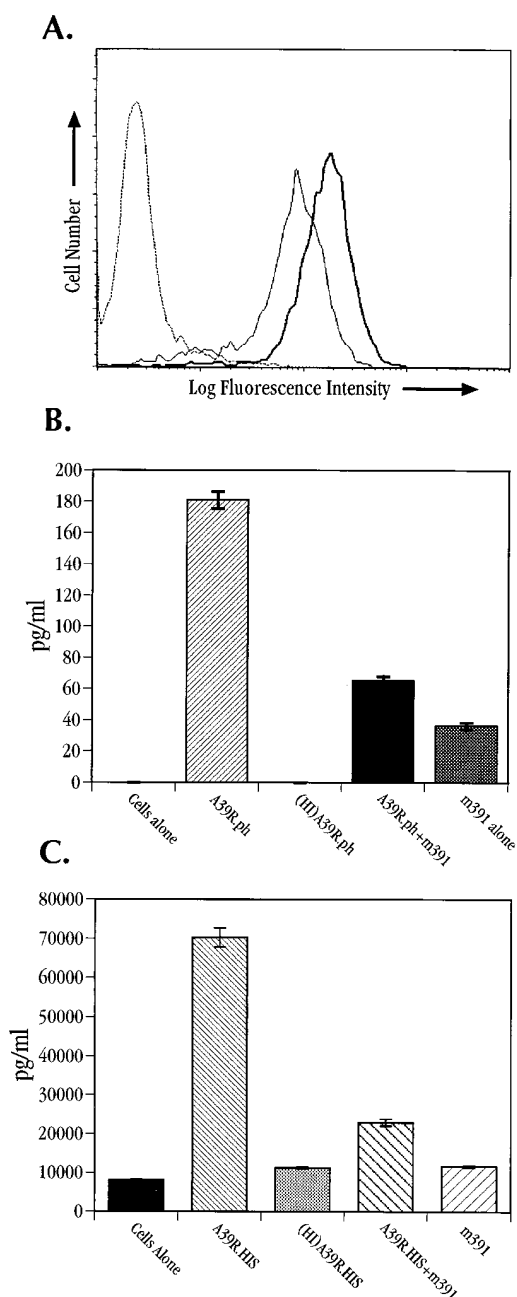 A.
Cell Number
Log Fluorescence Intensity
B.
200
180
160
140
120
100
80
60
40
20
0
pg/ml
Cells alone
A39R.ph
(HI)A39R.ph
A39R.ph+m391
m391 alone
C.
80000
70000
60000
50000
40000
30000
20000
10000
0
pg/ml
Cells Alone
A39R.HIS
(HI)A39R.HIS
A39R.HIS+m391
m391